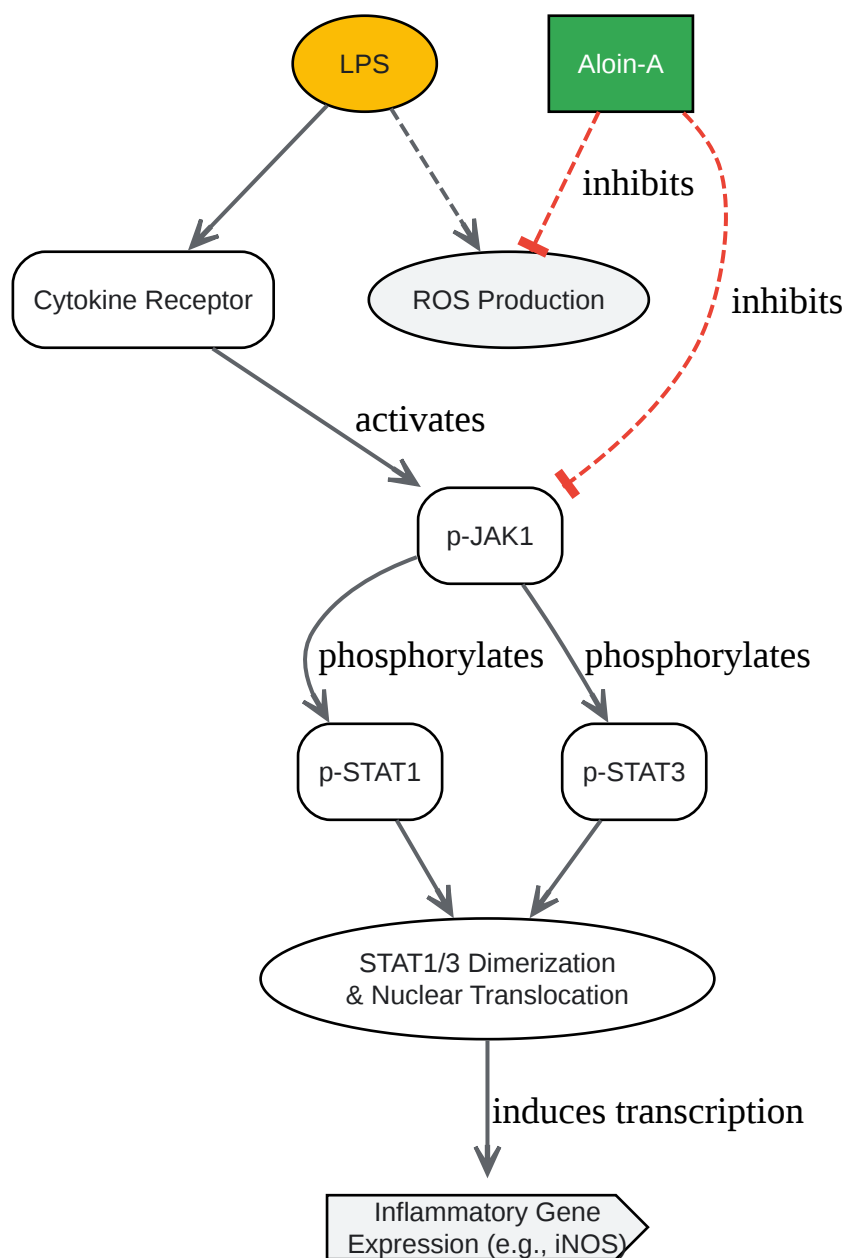 LPS
Aloin-A
inhibits
Cytokine Receptor
ROS Production
inhibits
activates
p-JAK1
phosphorylates
phosphorylates
p-STAT1
p-STAT3
STAT1/3 Dimerization
& Nuclear Translocation
induces transcription
Inflammatory Gene
Expression (e.g., iNOS)